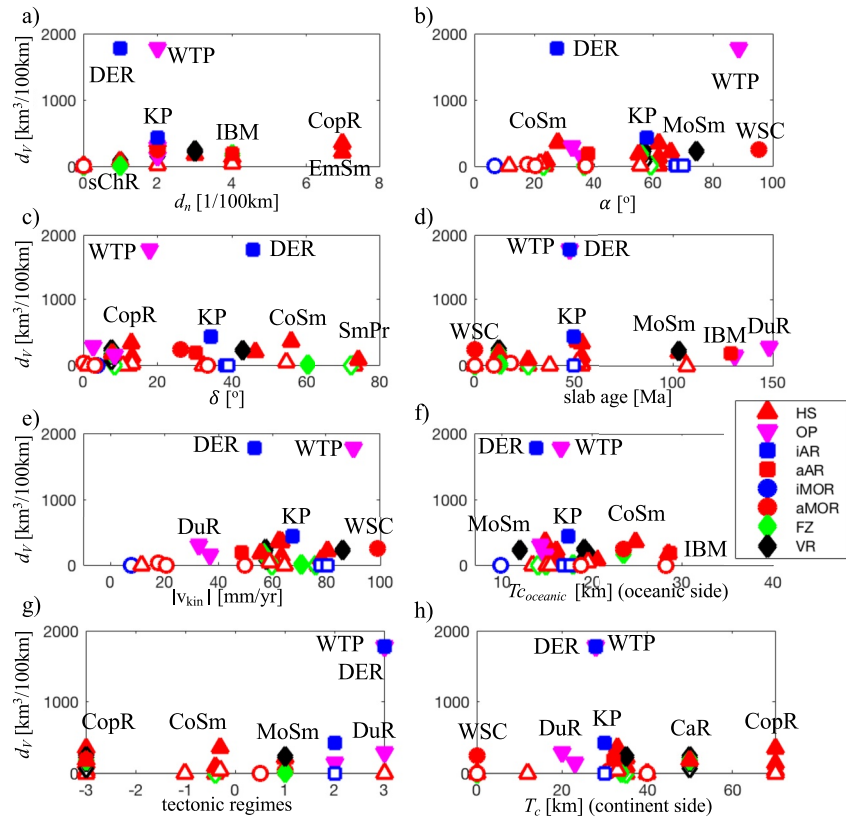 a)
b)
2000
DER
WTP
1000
KP
IBM
CopR
0
sChR
EmSm
0 2 4 6 8
d_n [1/100km]
d_V [km³/100km]
2000
DER
WTP
1000
CoSm
KP
MoSm
WSC
0
0 20 40 60 80 100
α [°]
c)
d)
2000
WTP
DER
1000
CopR
KP
CoSm
SmPr
0
0 20 40 60 80
δ [°]
d_V [km³/100km]
2000
WTP
DER
1000
KP
WSC
MoSm
IBM
DuR
0
0 50 100 150
slab age [Ma]
e)
f)
2000
DER
WTP
1000
DuR
KP
WSC
0
0 20 40 60 80 100
|v_kin| [mm/yr]
d_V [km³/100km]
2000
DER
WTP
1000
MoSm
KP
CoSm
IBM
0
10 20 30 40
Tc_oceanic [km] (oceanic side)
HS
OP
iAR
aAR
iMOR
aMOR
FZ
VR
g)
h)
2000
WTP
DER
1000
CopR
CoSm
MoSm
DuR
0
-3 -2 -1 0 1 2 3
tectonic regimes
d_V [km³/100km]
2000
DER
WTP
1000
WSC
DuR
KP
CaR
CopR
0
0 20 40 60
T_c [km] (continent side)